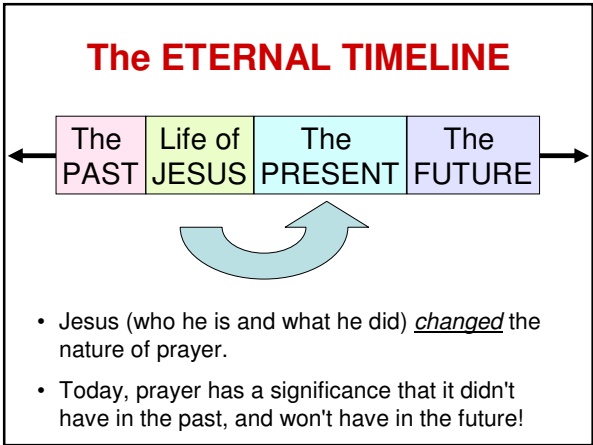 The ETERNAL TIMELINE
The PAST
Life of JESUS
The PRESENT
The FUTURE
• Jesus (who he is and what he did) changed the
nature of prayer.
• Today, prayer has a significance that it didn't
have in the past, and won't have in the future!